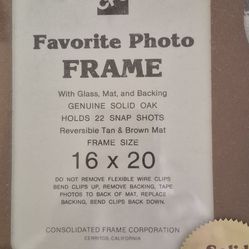 Favorite Photo
FRAME
With Glass, Mat, and Backing
GENUINE SOLID OAK
HOLDS 22 SNAP SHOTS
Reversible Tan & Brown Mat
FRAME SIZE
16 x 20
DO NOT REMOVE FLEXIBLE WIRE CLIPS
BEND CLIPS UP, REMOVE BACKING, TAPE
PHOTOS TO BACK OF MAT, REPLACE
BACKING, BEND CLIPS BACK DOWN.
CONSOLIDATED FRAME CORPORATION
CERRITOS, CALIFORNIA